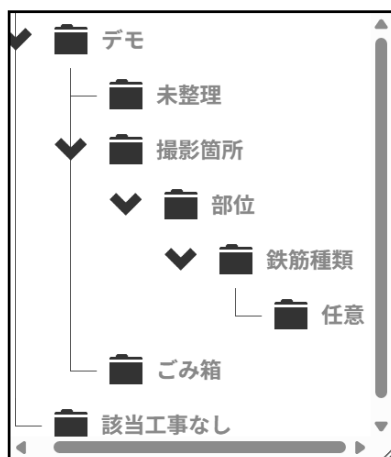 デモ
未整理
撮影箇所
部位
鉄筋種類
任意
ごみ箱
該当工事なし